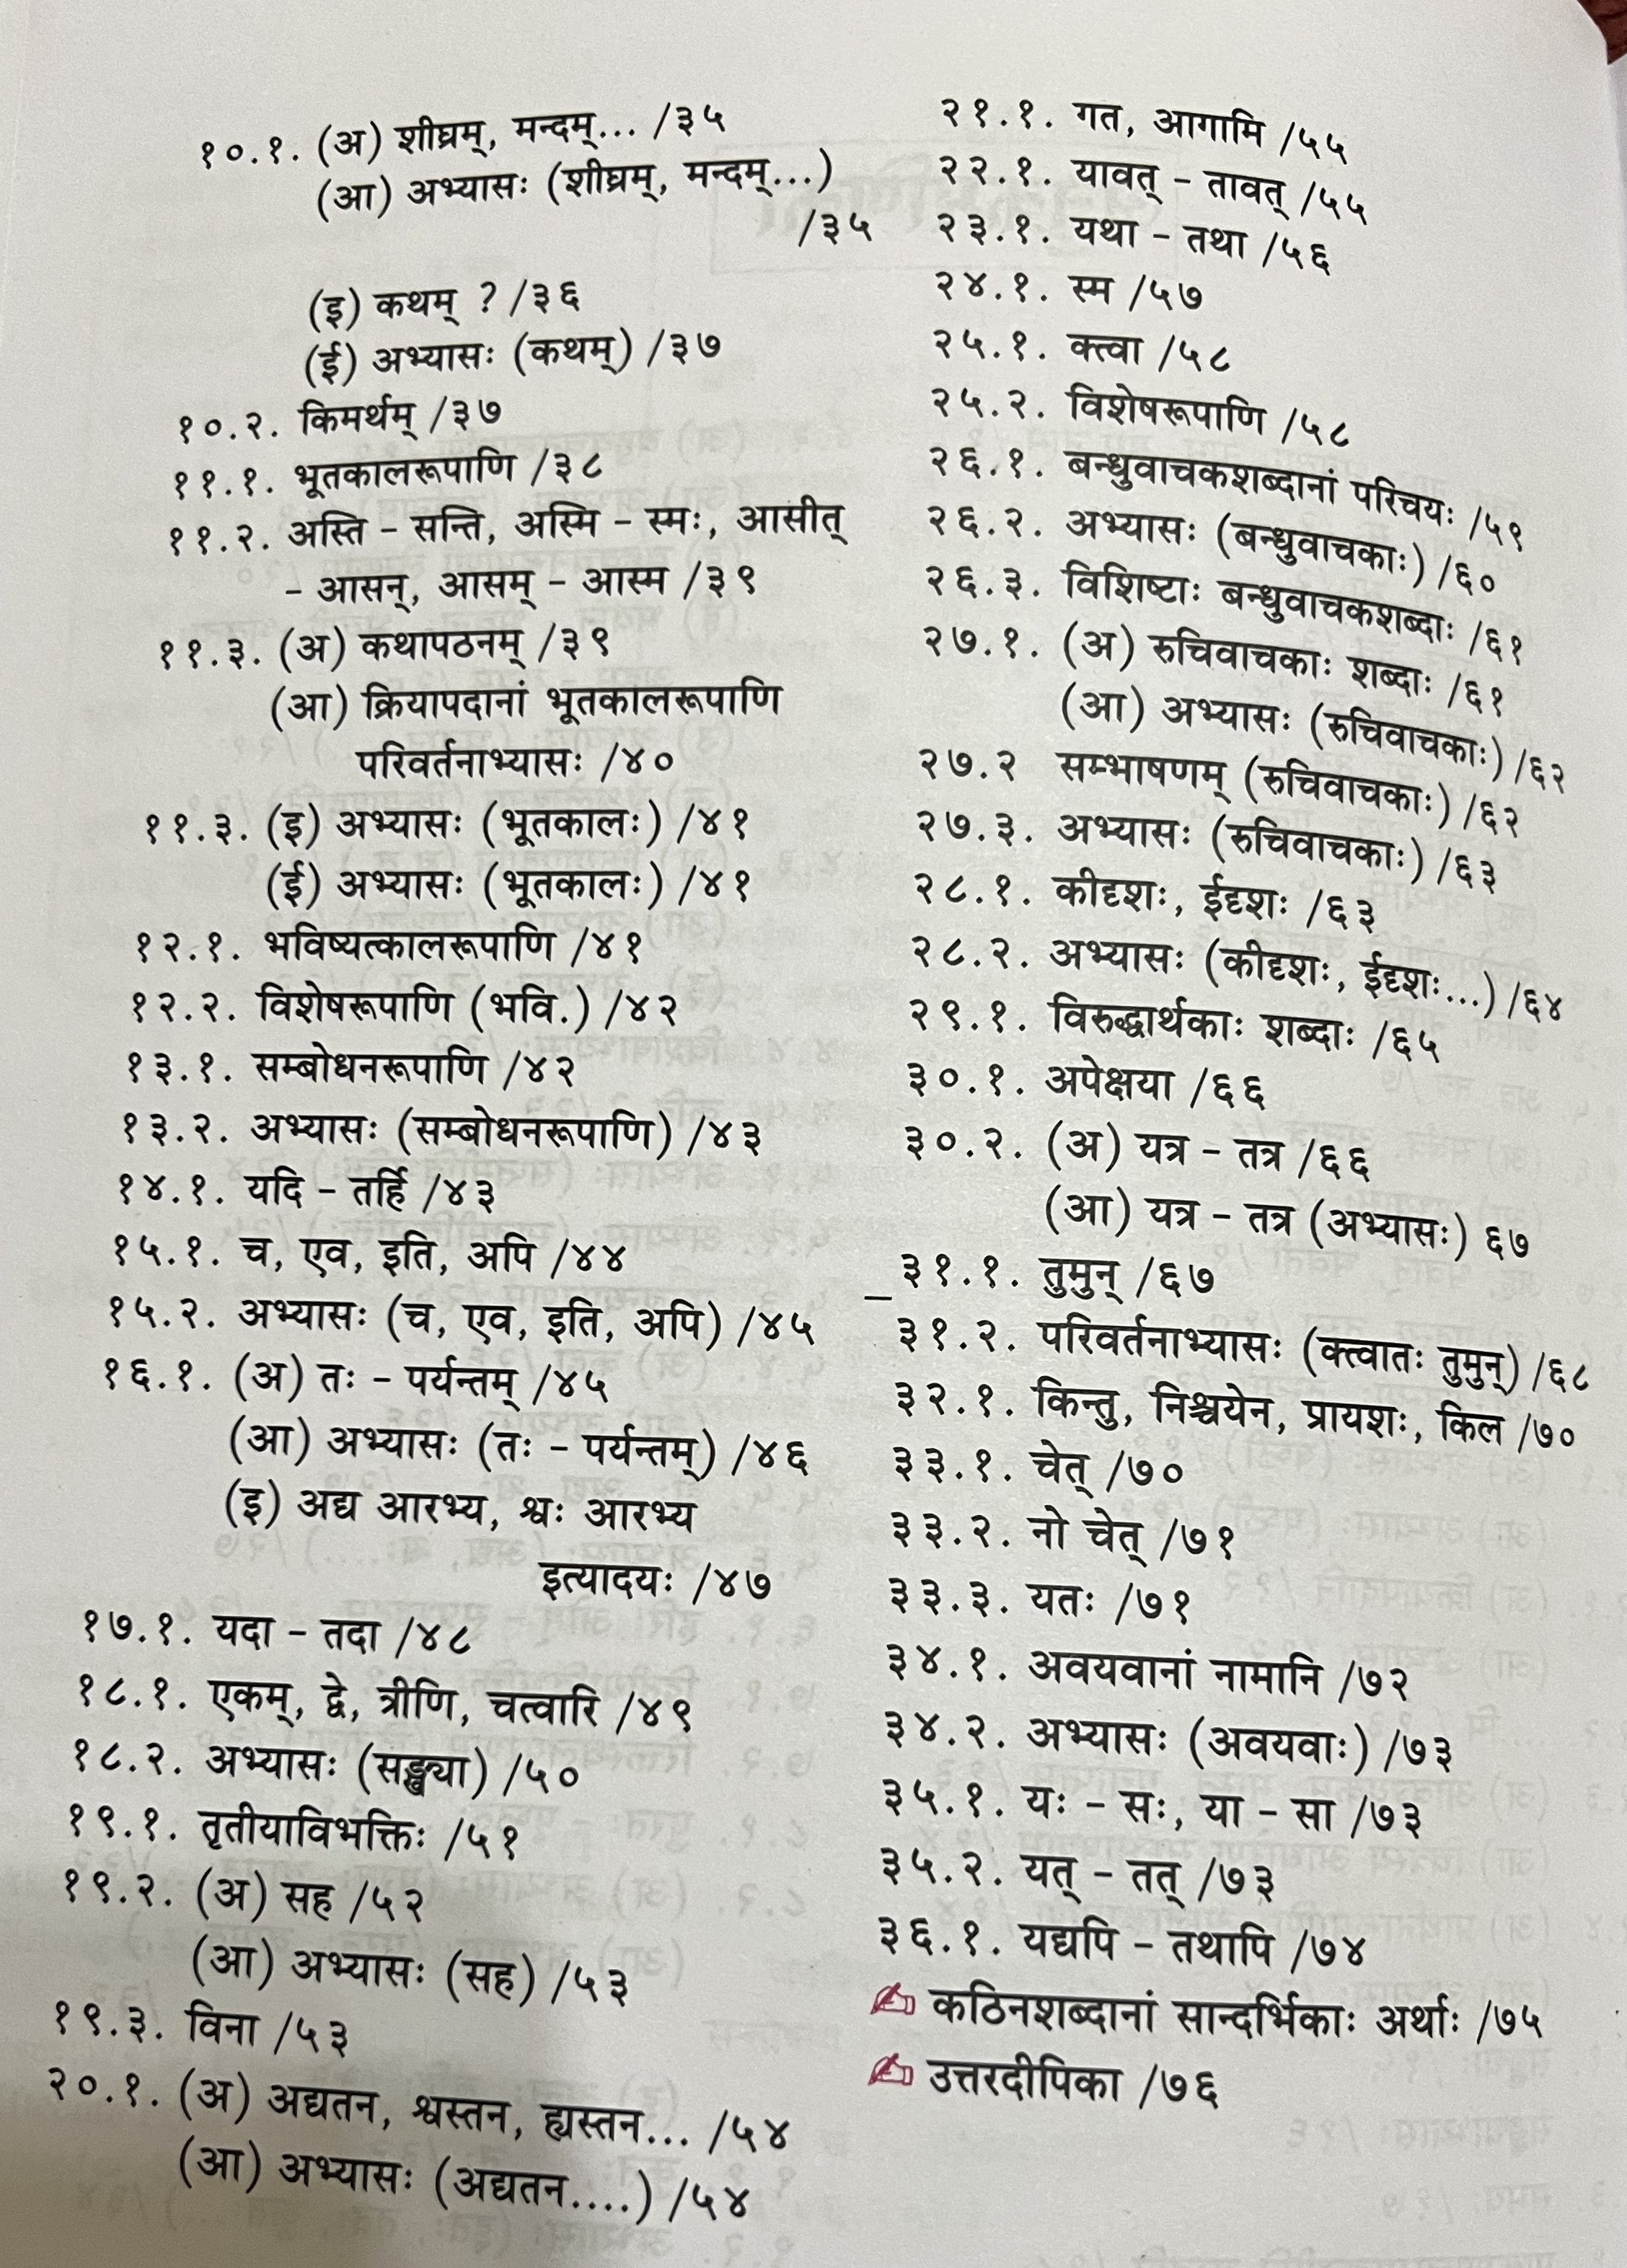 १०.१. (अ) शीघ्रम्, मन्दम्... /३५
(आ) अभ्यासः (शीघ्रम्, मन्दम्...)
/३५
(इ) कथम् ? /३६
(ई) अभ्यासः (कथम्) /३७
१०.२. किमर्थम् /३७
११.१. भूतकालरूपाणि /३८
११.२. अस्ति – सन्ति, अस्मि – स्मः, आसीत्
– आसन्, आसम् – आस्म /३९
११.३. (अ) कथापठनम् /३९
(आ) क्रियापदानां भूतकालरूपाणि
परिवर्तनाभ्यासः /४०
११.३. (इ) अभ्यासः (भूतकालः) /४१
(ई) अभ्यासः (भूतकालः) /४१
१२.१. भविष्यत्कालरूपाणि /४१
१२.२. विशेषरूपाणि (भवि.) /४२
१३.१. सम्बोधनरूपाणि /४२
१३.२. अभ्यासः (सम्बोधनरूपाणि) /४३
१४.१. यदि – तर्हि /४३
१५.१. च, एव, इति, अपि /४४
१५.२. अभ्यासः (च, एव, इति, अपि) /४५
१६.१. (अ) तः – पर्यन्तम् /४५
(आ) अभ्यासः (तः – पर्यन्तम्) /४६
(इ) अद्य आरभ्य, श्वः आरभ्य
इत्यादयः /४७
१७.१. यदा – तदा /४८
१८.१. एकम्, द्वे, त्रीणि, चत्वारि /४९
१८.२. अभ्यासः (सङ्ख्या) /५०
१९.१. तृतीयाविभक्तिः /५१
१९.२. (अ) सह /५२
(आ) अभ्यासः (सह) /५३
१९.३. विना /५३
२०.१. (अ) अद्यतन, श्वस्तन, ह्यस्तन... /५४
(आ) अभ्यासः (अद्यतन....) /५४
२१.१. गत, आगामि /५५
२२.१. यावत् – तावत् /५५
२३.१. यथा – तथा /५६
२४.१. स्म /५७
२५.१. क्त्वा /५८
२५.२. विशेषरूपाणि /५८
२६.१. बन्धुवाचकशब्दानां परिचयः /५९
२६.२. अभ्यासः (बन्धुवाचकाः) /६०
२६.३. विशिष्टाः बन्धुवाचकशब्दाः /६१
२७.१. (अ) रुचिवाचकाः शब्दाः /६१
(आ) अभ्यासः (रुचिवाचकाः) /६२
२७.२ सम्भाषणम् (रुचिवाचकाः) /६२
२७.३. अभ्यासः (रुचिवाचकाः) /६३
२८.१. कीदृशः, ईदृशः /६३
२८.२. अभ्यासः (कीदृशः, ईदृशः...) /६४
२९.१. विरुद्धार्थकाः शब्दाः /६५
३०.१. अपेक्षया /६६
३०.२. (अ) यत्र – तत्र /६६
(आ) यत्र – तत्र (अभ्यासः) ६७
३१.१. तुमुन् /६७
३१.२. परिवर्तनाभ्यासः (क्त्वातः तुमुन्) /६८
३२.१. किन्तु, निश्चयेन, प्रायशः, किल /७०
३३.१. चेत् /७०
३३.२. नो चेत् /७१
३३.३. यतः /७१
३४.१. अवयवानां नामानि /७२
३४.२. अभ्यासः (अवयवाः) /७३
३५.१. यः – सः, या – सा /७३
३५.२. यत् – तत् /७३
३६.१. यद्यपि – तथापि /७४
✍ कठिनशब्दानां सान्दर्भिकाः अर्थाः /७५
✍ उत्तरदीपिका /७६